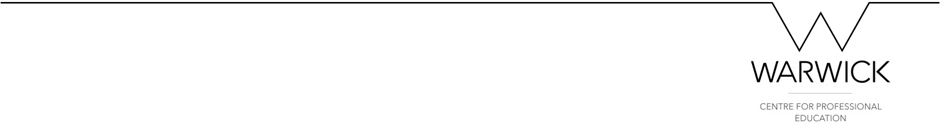 WARWICK
CENTRE FOR PROFESSIONAL
EDUCATION